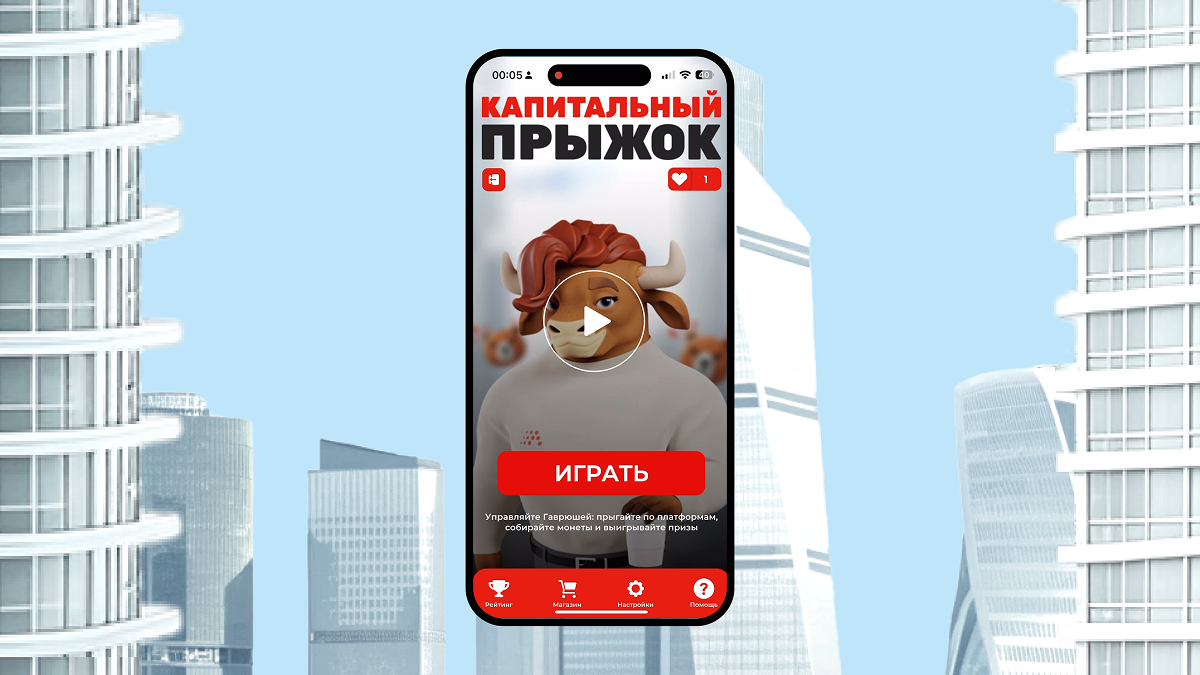 00:05
40
КАПИТАЛЬНЫЙ
ПРЫЖОК
1
ИГРАТЬ
Управляйте Гаврюшей: прыгайте по платформам,
собирайте монеты и выигрывайте призы
Рейтинг
Магазин
Настройки
Помощь